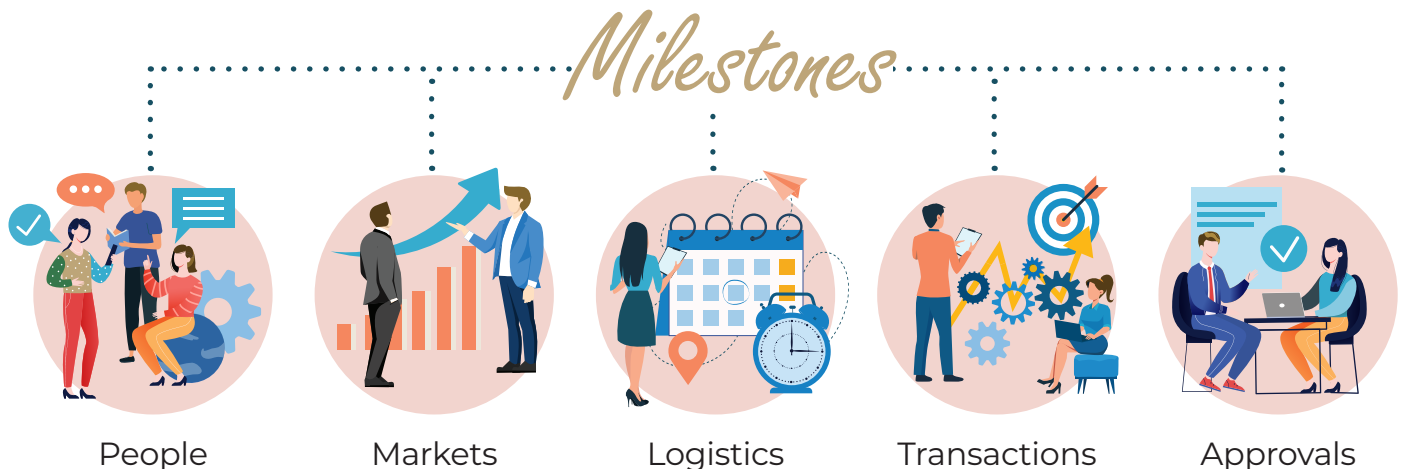 Milestones
People
Markets
Logistics
Transactions
Approvals